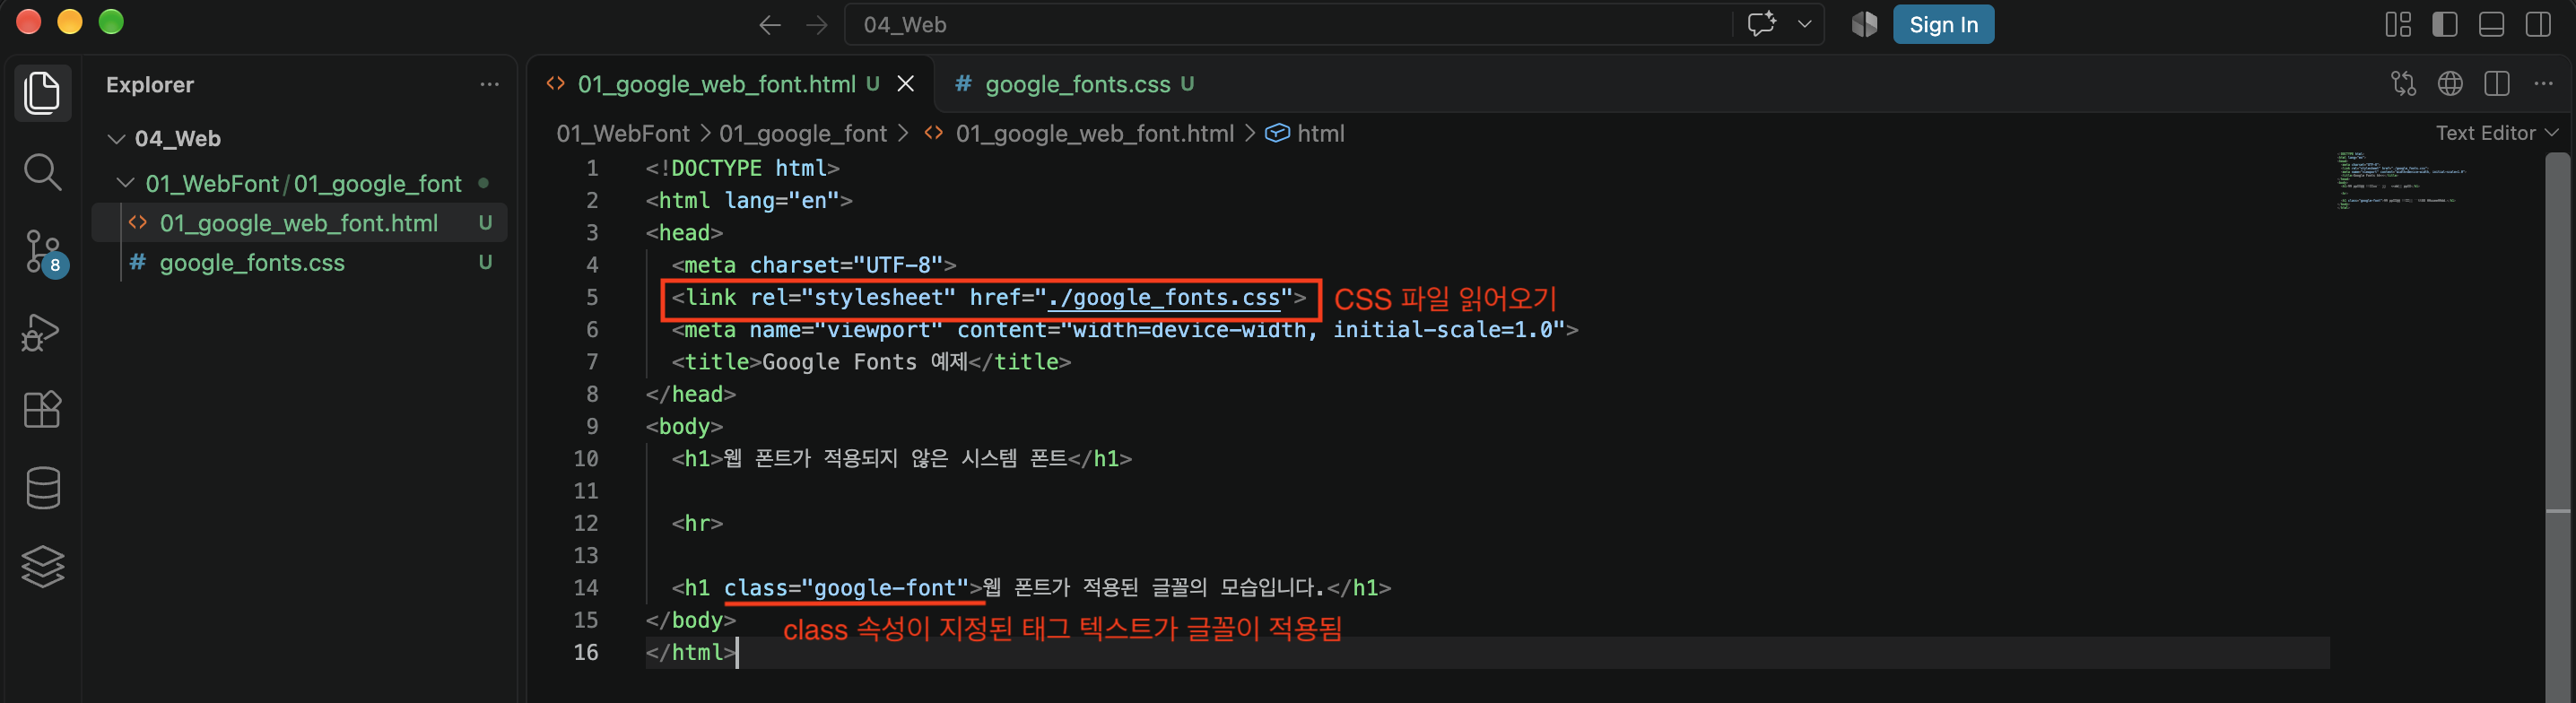 04_Web
Sign In
Explorer
01_google_web_font.html U
google_fonts.css U
04_Web
01_WebFont > 01_google_font > 01_google_web_font.html > html
Text Editor
01_WebFont/01_google_font
01_google_web_font.html U
google_fonts.css U
8
1 <!DOCTYPE html>
2 <html lang="en">
3 <head>
4 <meta charset="UTF-8">
5 <link rel="stylesheet" href="./google_fonts.css"> CSS 파일 읽어오기
6 <meta name="viewport" content="width=device-width, initial-scale=1.0">
7 <title>Google Fonts 예제</title>
8 </head>
9 <body>
10 <h1>웹 폰트가 적용되지 않은 시스템 폰트</h1>
11
12 <hr>
13
14 <h1 class="google-font">웹 폰트가 적용된 글꼴의 모습입니다.</h1>
15 </body>
class 속성이 지정된 태그 텍스트가 글꼴이 적용됨
16 </html>